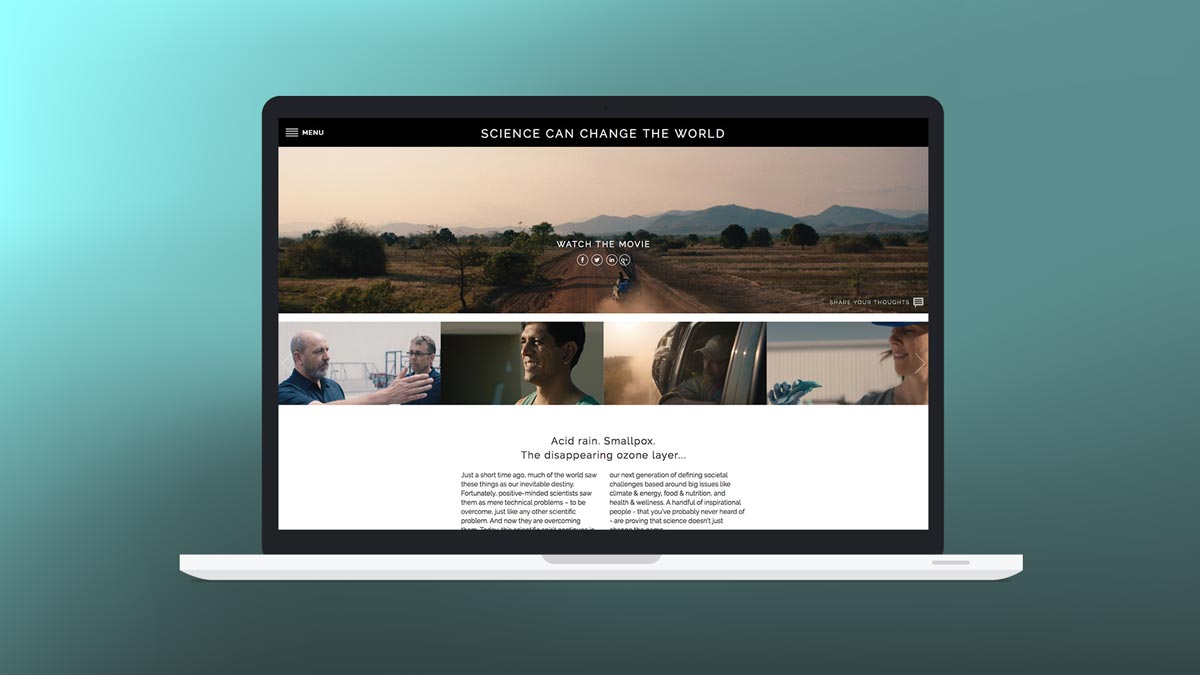 MENU
SCIENCE CAN CHANGE THE WORLD
WATCH THE MOVIE
SHARE YOUR THOUGHTS
Acid rain. Smallpox.
The disappearing ozone layer...
Just a short time ago, much of the world saw
these things as our inevitable destiny.
Fortunately, positive-minded scientists saw
them as mere technical problems – to be
overcome, just like any other scientific
problem. And now they are overcoming
them. Today, this scientific spirit continues in
our next generation of defining societal
challenges based around big issues like
climate & energy, food & nutrition, and
health & wellness. A handful of inspirational
people - that you've probably never heard of
- are proving that science doesn't just
change the game